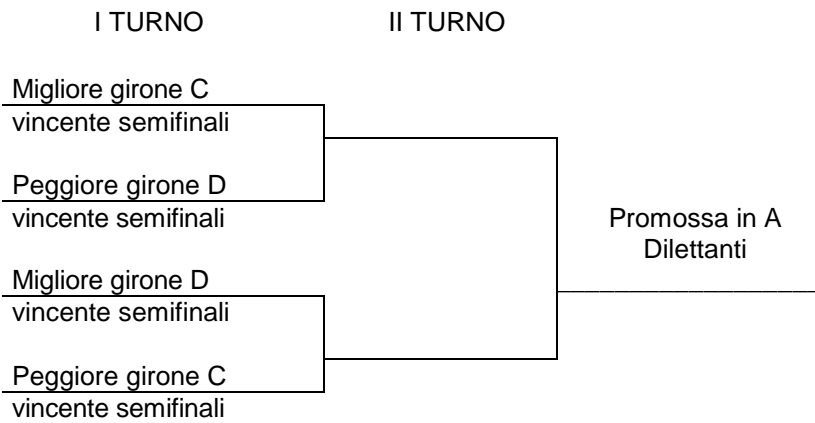 I TURNO
II TURNO
Migliore girone C
vincente semifinali
Peggiore girone D
vincente semifinali
Migliore girone D
vincente semifinali
Peggiore girone C
vincente semifinali
Promossa in A
Dilettanti